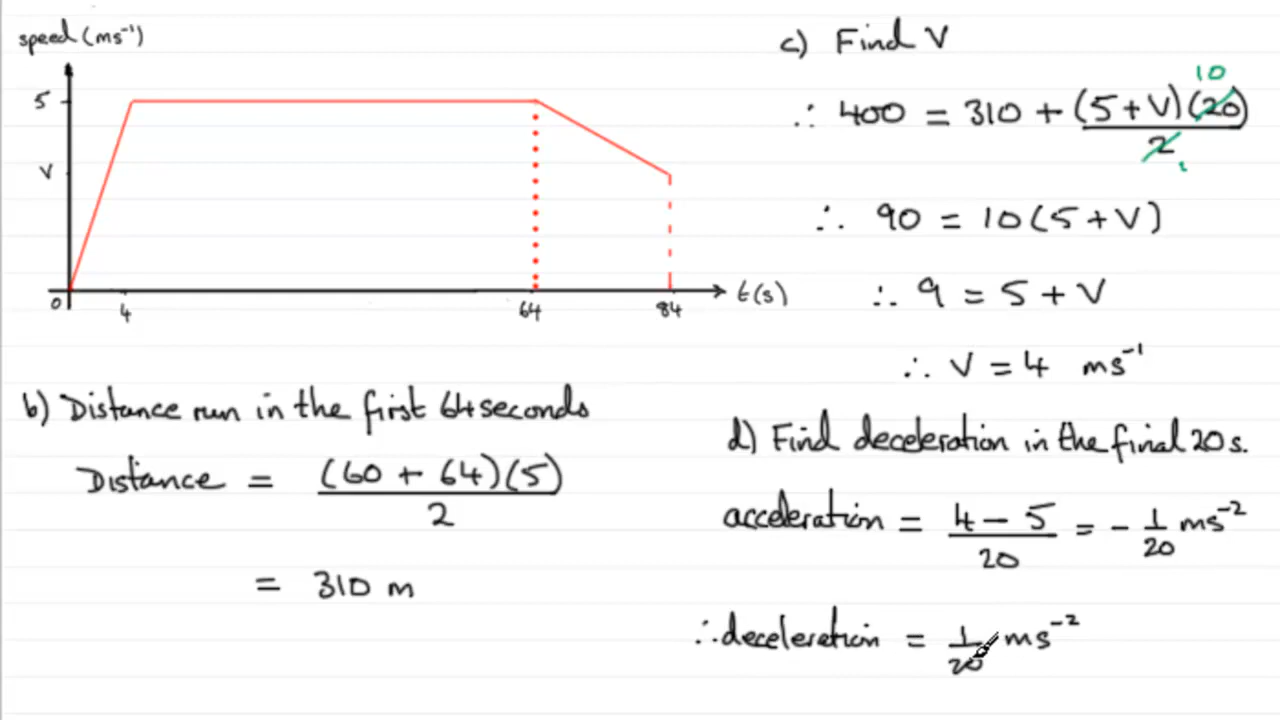 speed (ms⁻¹)
5
V
0
4
64
84
t(s)
b) Distance run in the first 64 seconds
Distance = (60 + 64)(5) / 2
= 310 m
c) Find V
∴ 400 = 310 + (5 + V)(20) / 2
10
1
∴ 90 = 10(5 + V)
∴ 9 = 5 + V
∴ V = 4 ms⁻¹
d) Find deceleration in the final 20 s.
acceleration = 4 − 5 / 20 = − 1/20 ms⁻²
∴ deceleration = 1/20 ms⁻²